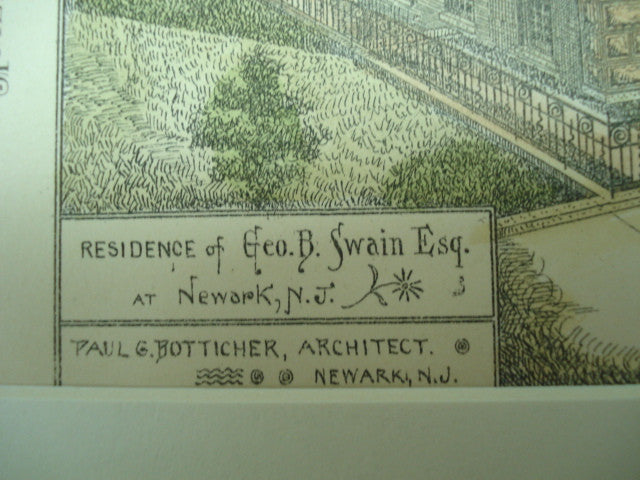 RESIDENCE of Geo. B. Swain Esq.
AT Newark, N.J.
PAUL G. BOTTICHER, ARCHITECT.
NEWARK, N.J.